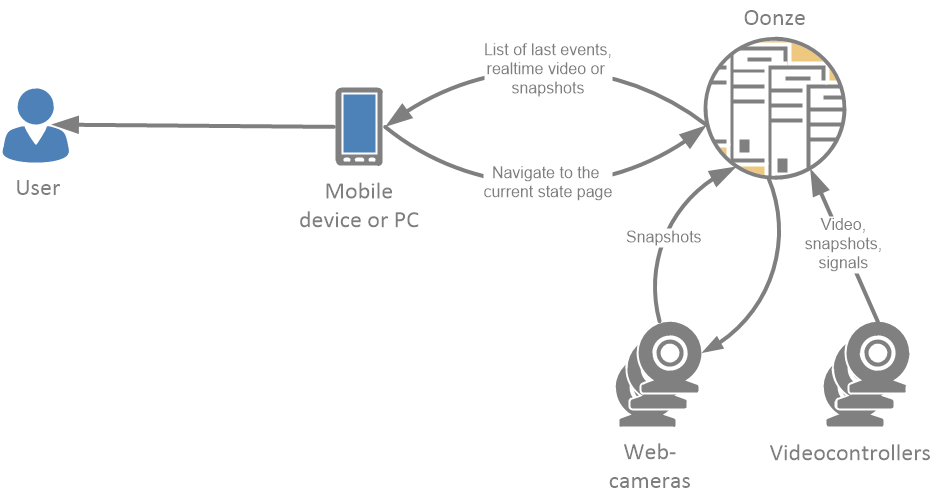 Oonze
List of last events,
realtime video or
snapshots
User
Mobile
device or PC
Navigate to the
current state page
Snapshots
Video,
snapshots,
signals
Web-
cameras
Videocontrollers